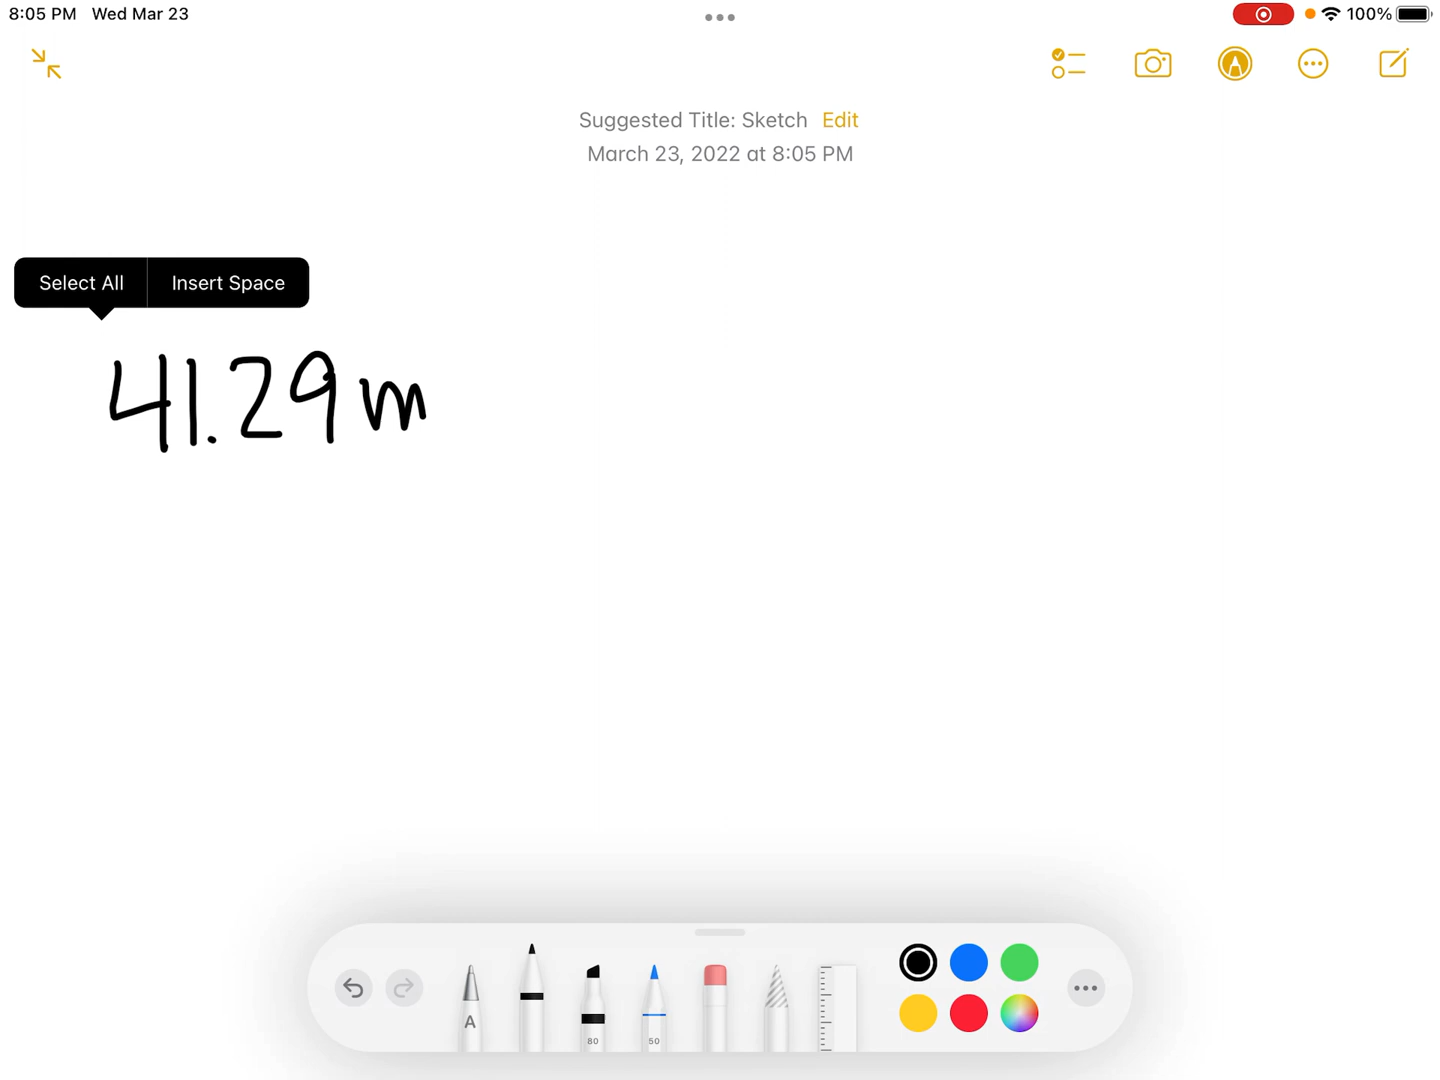 8:05 PM Wed Mar 23 100%
Suggested Title: Sketch Edit
March 23, 2022 at 8:05 PM
Select All Insert Space
41.29m
A 80 50